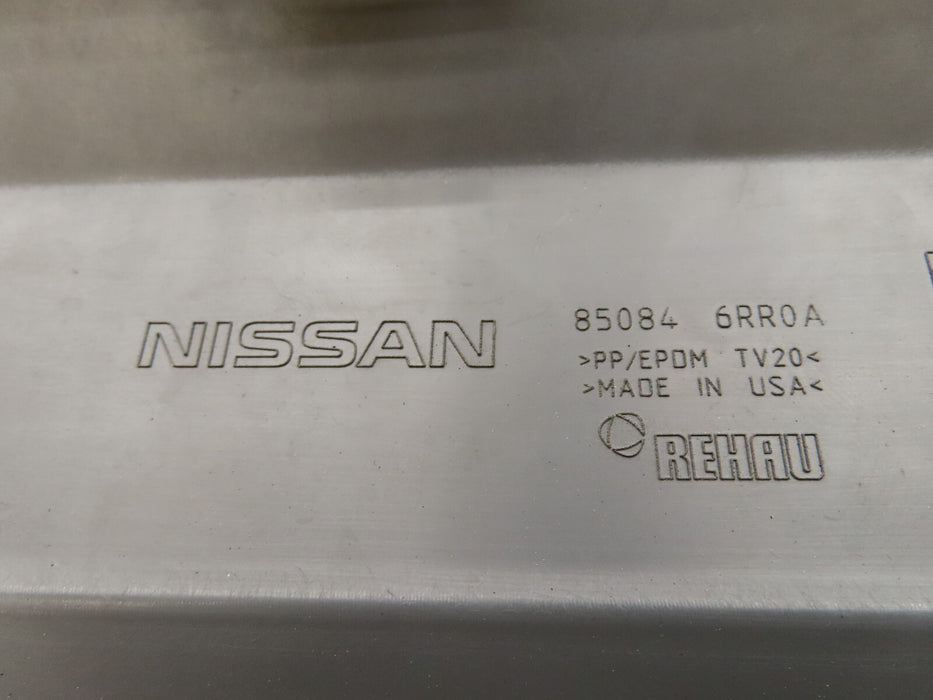 NISSAN
85084 6RR0A
>PP/EPDM TV20<
>MADE IN USA<
REHAU